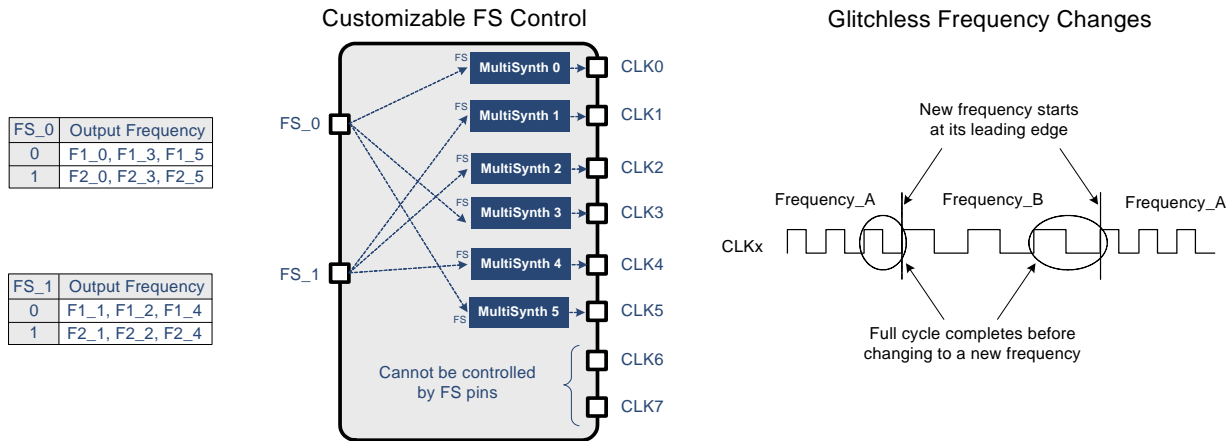 Customizable FS Control
Glitchless Frequency Changes
FS_0 Output Frequency
0 F1_0, F1_3, F1_5
1 F2_0, F2_3, F2_5
FS_1 Output Frequency
0 F1_1, F1_2, F1_4
1 F2_1, F2_2, F2_4
FS_0
FS_1
FS MultiSynth 0 CLK0
FS MultiSynth 1 CLK1
FS MultiSynth 2 CLK2
FS MultiSynth 3 CLK3
FS MultiSynth 4 CLK4
FS MultiSynth 5 CLK5
Cannot be controlled
by FS pins
CLK6
CLK7
New frequency starts
at its leading edge
Frequency_A Frequency_B Frequency_A
CLKx
Full cycle completes before
changing to a new frequency